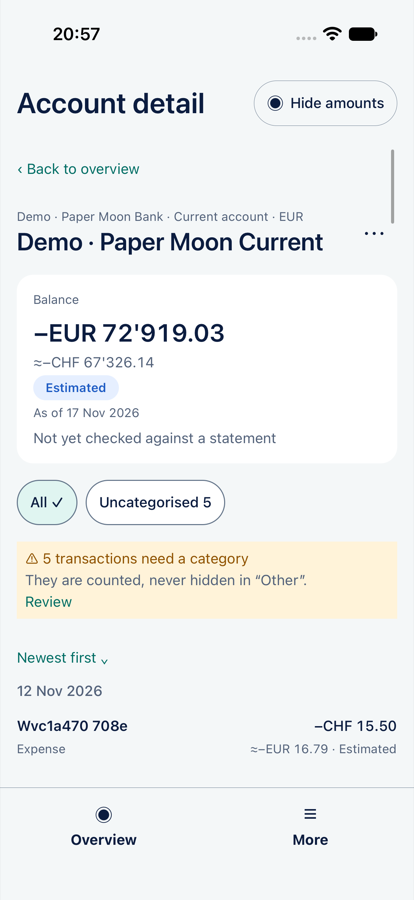 20:57
Account detail
Hide amounts
‹ Back to overview
Demo · Paper Moon Bank · Current account · EUR
Demo · Paper Moon Current
Balance
−EUR 72'919.03
≈−CHF 67'326.14
Estimated
As of 17 Nov 2026
Not yet checked against a statement
All ✓
Uncategorised 5
⚠ 5 transactions need a category
They are counted, never hidden in “Other”.
Review
Newest first ⌄
12 Nov 2026
Wvc1a470 708e
−CHF 15.50
Expense
≈−EUR 16.79 · Estimated
Overview
More